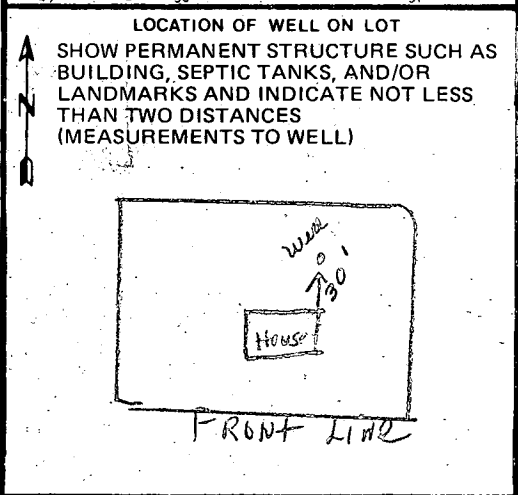 LOCATION OF WELL ON LOT
SHOW PERMANENT STRUCTURE SUCH AS
BUILDING, SEPTIC TANKS, AND/OR
LANDMARKS AND INDICATE NOT LESS
THAN TWO DISTANCES
(MEASUREMENTS TO WELL)
N
Well
30'
House
FRONT LINE